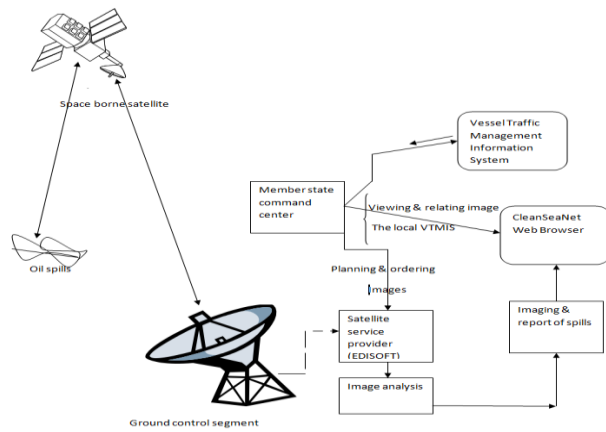 Space borne satellite
Oil spills
Ground control segment
Member state
command
center
Vessel Traffic
Management
Information
System
Viewing & relating image
The local VTMIS
CleanSeaNet
Web Browser
Planning & ordering
Images
Satellite
service
provider
(EDISOFT)
Image analysis
Imaging &
report of spills